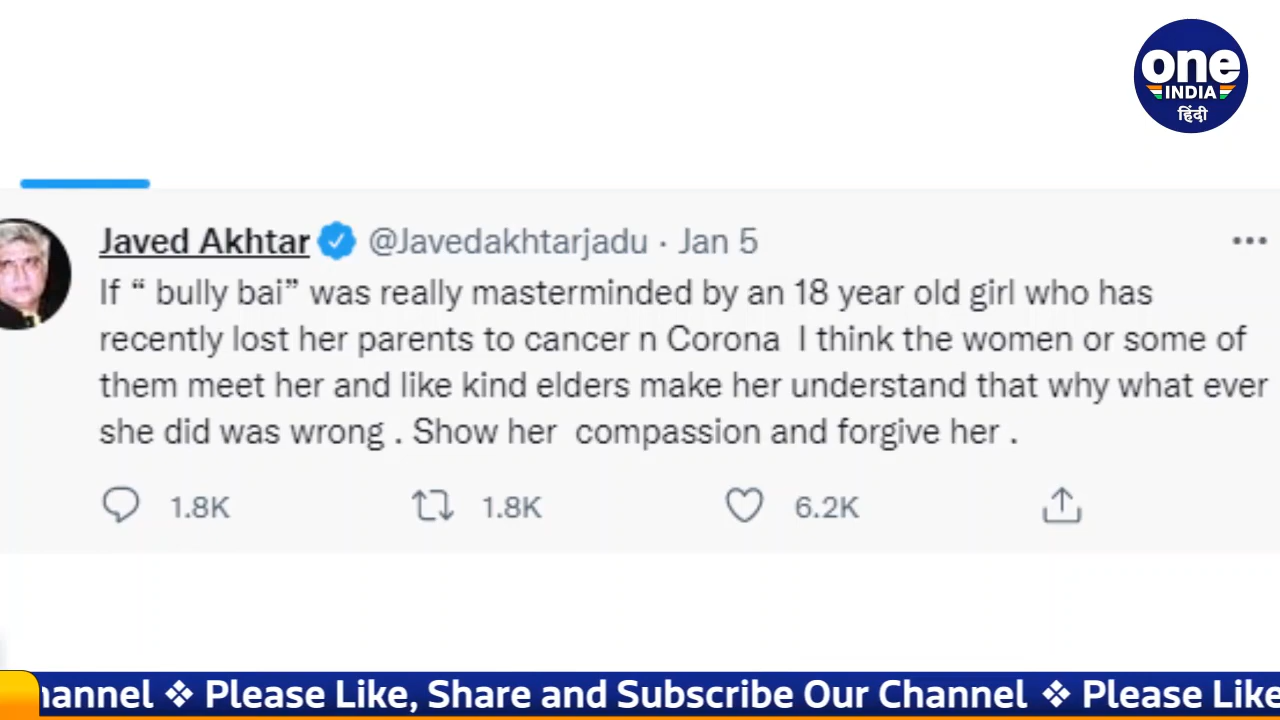 one
INDIA
हिंदी
Javed Akhtar @Javedakhtarjadu · Jan 5
If “ bully bai” was really masterminded by an 18 year old girl who has
recently lost her parents to cancer n Corona I think the women or some of
them meet her and like kind elders make her understand that why what ever
she did was wrong . Show her compassion and forgive her .
1.8K 1.8K 6.2K
hannel ❖ Please Like, Share and Subscribe Our Channel ❖ Please Like